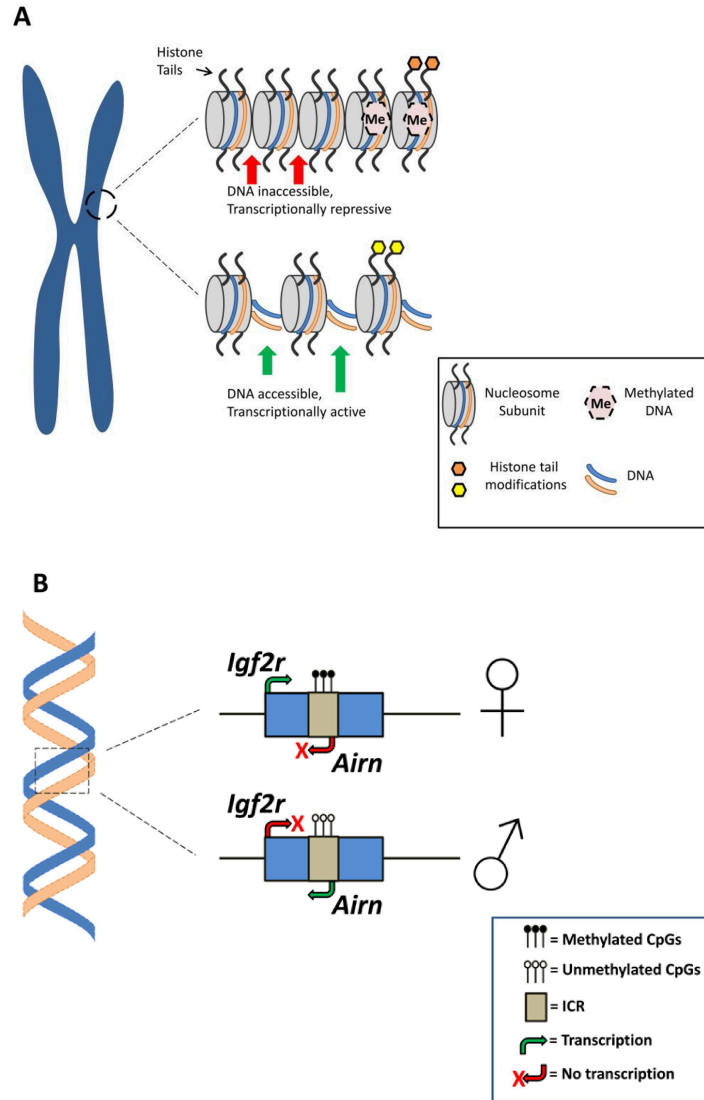 A
Histone
Tails
Me
Me
DNA inaccessible,
Transcriptionally repressive
DNA accessible,
Transcriptionally active
Nucleosome
Subunit
Me
Methylated
DNA
Histone tail
modifications
DNA
B
Igf2r
X
Airn
Igf2r
X
Airn
= Methylated CpGs
= Unmethylated CpGs
= ICR
= Transcription
X = No transcription